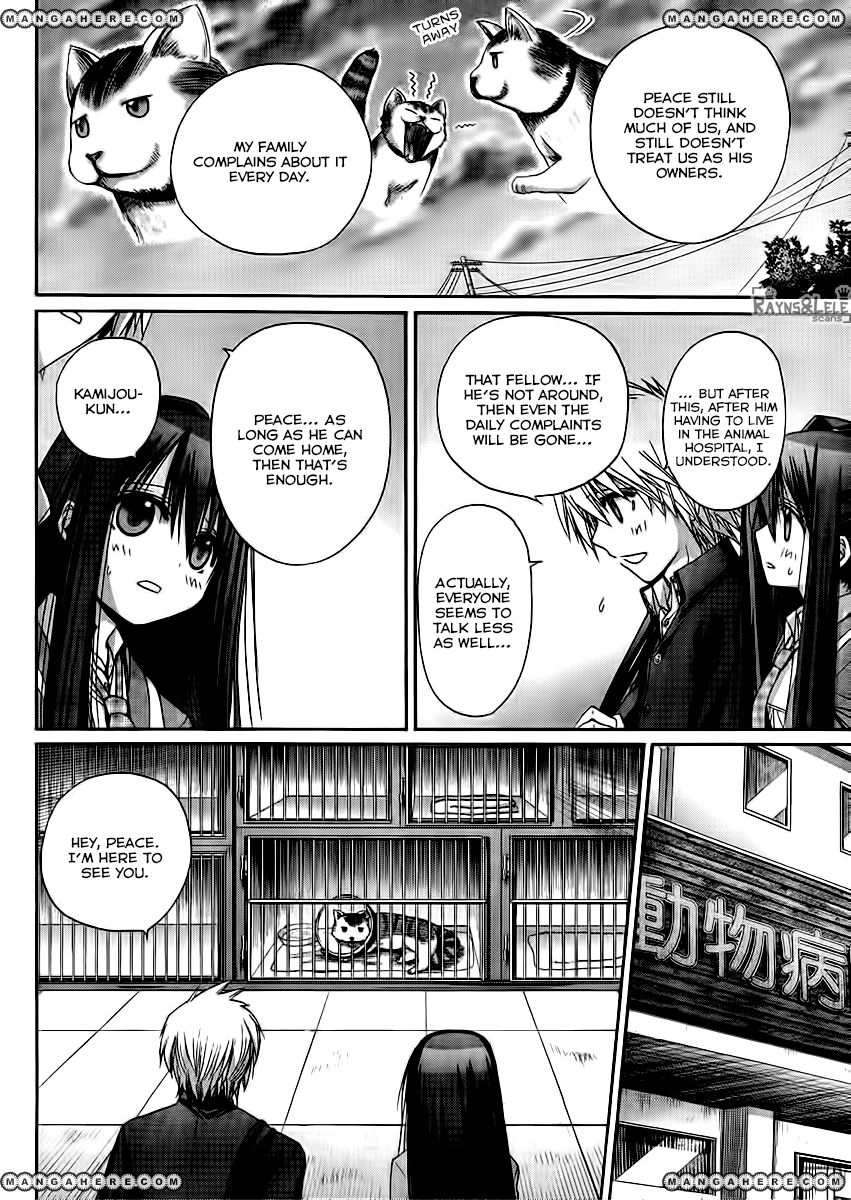 MANGAHERE.COM
MANGAHERE.COM
PEACE STILL
DOESN'T THINK
MUCH OF US, AND
STILL DOESN'T
TREAT US AS HIS
OWNERS.
TURNS
AWAY
MY FAMILY
COMPLAINS ABOUT IT
EVERY DAY.
RAYNS&LELE
scans_
... BUT AFTER
THIS, AFTER HIM
HAVING TO LIVE
IN THE ANIMAL
HOSPITAL, I
UNDERSTOOD.
THAT FELLOW... IF
HE'S NOT AROUND,
THEN EVEN THE
DAILY COMPLAINTS
WILL BE GONE...
ACTUALLY,
EVERYONE
SEEMS TO
TALK LESS
AS WELL...
PEACE... AS
LONG AS HE CAN
COME HOME,
THEN THAT'S
ENOUGH.
KAMIJOU-
KUN...
動物病
HEY, PEACE.
I'M HERE TO
SEE YOU.
MANGAHERE.COM
MANGAHERE.COM